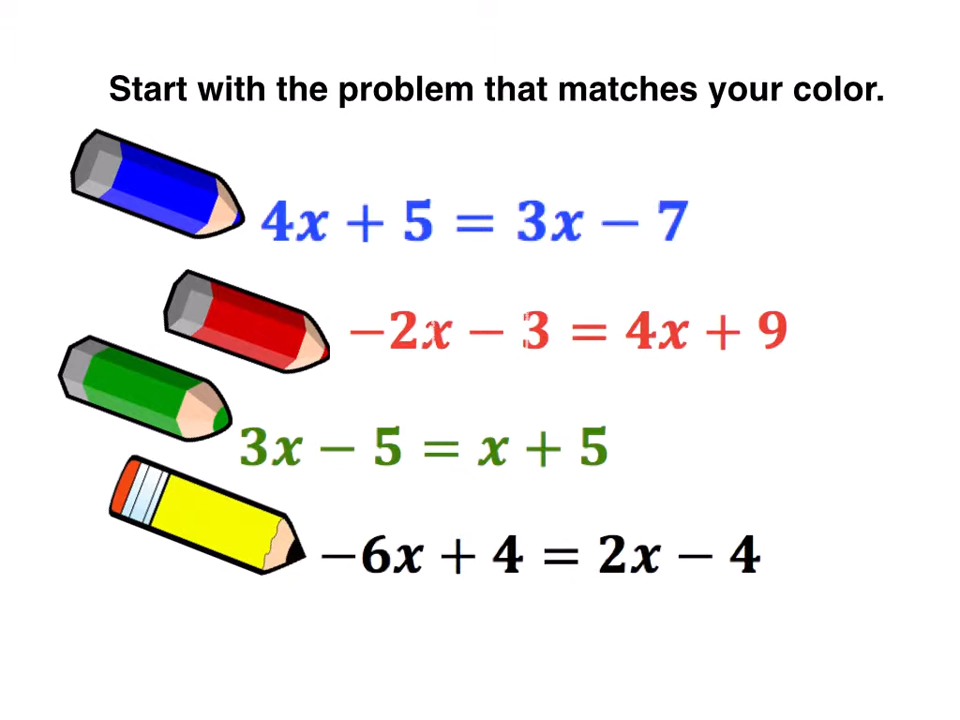 Start with the problem that matches your color.
4x + 5 = 3x − 7
−2x − 3 = 4x + 9
3x − 5 = x + 5
−6x + 4 = 2x − 4